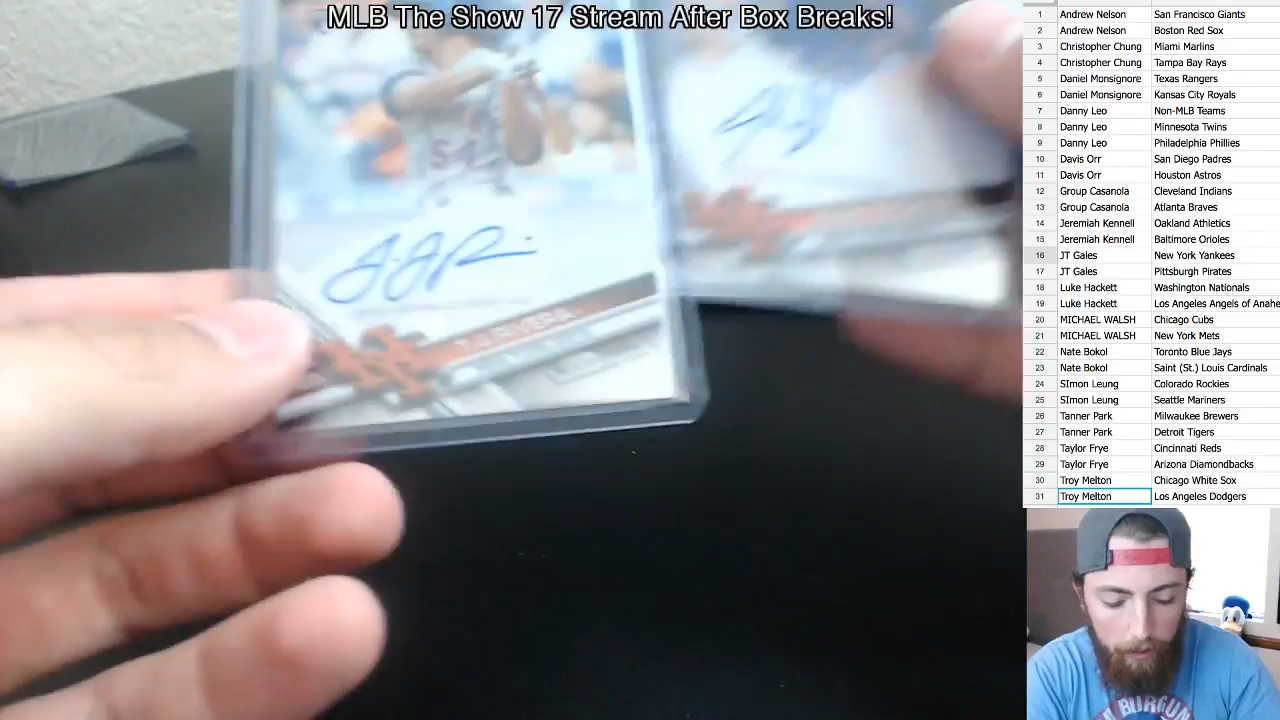 MLB The Show 17 Stream After Box Breaks!
1 Andrew Nelson San Francisco Giants
2 Andrew Nelson Boston Red Sox
3 Christopher Chung Miami Marlins
4 Christopher Chung Tampa Bay Rays
5 Daniel Monsignore Texas Rangers
6 Daniel Monsignore Kansas City Royals
7 Danny Leo Non-MLB Teams
8 Danny Leo Minnesota Twins
9 Danny Leo Philadelphia Phillies
10 Davis Orr San Diego Padres
11 Davis Orr Houston Astros
12 Group Casanola Cleveland Indians
13 Group Casanola Atlanta Braves
14 Jeremiah Kennell Oakland Athletics
15 Jeremiah Kennell Baltimore Orioles
16 JT Gales New York Yankees
17 JT Gales Pittsburgh Pirates
18 Luke Hackett Washington Nationals
19 Luke Hackett Los Angeles Angels of Anahe
20 MICHAEL WALSH Chicago Cubs
21 MICHAEL WALSH New York Mets
22 Nate Bokol Toronto Blue Jays
23 Nate Bokol Saint (St.) Louis Cardinals
24 SImon Leung Colorado Rockies
25 SImon Leung Seattle Mariners
26 Tanner Park Milwaukee Brewers
27 Tanner Park Detroit Tigers
28 Taylor Frye Cincinnati Reds
29 Taylor Frye Arizona Diamondbacks
30 Troy Melton Chicago White Sox
31 Troy Melton Los Angeles Dodgers
54